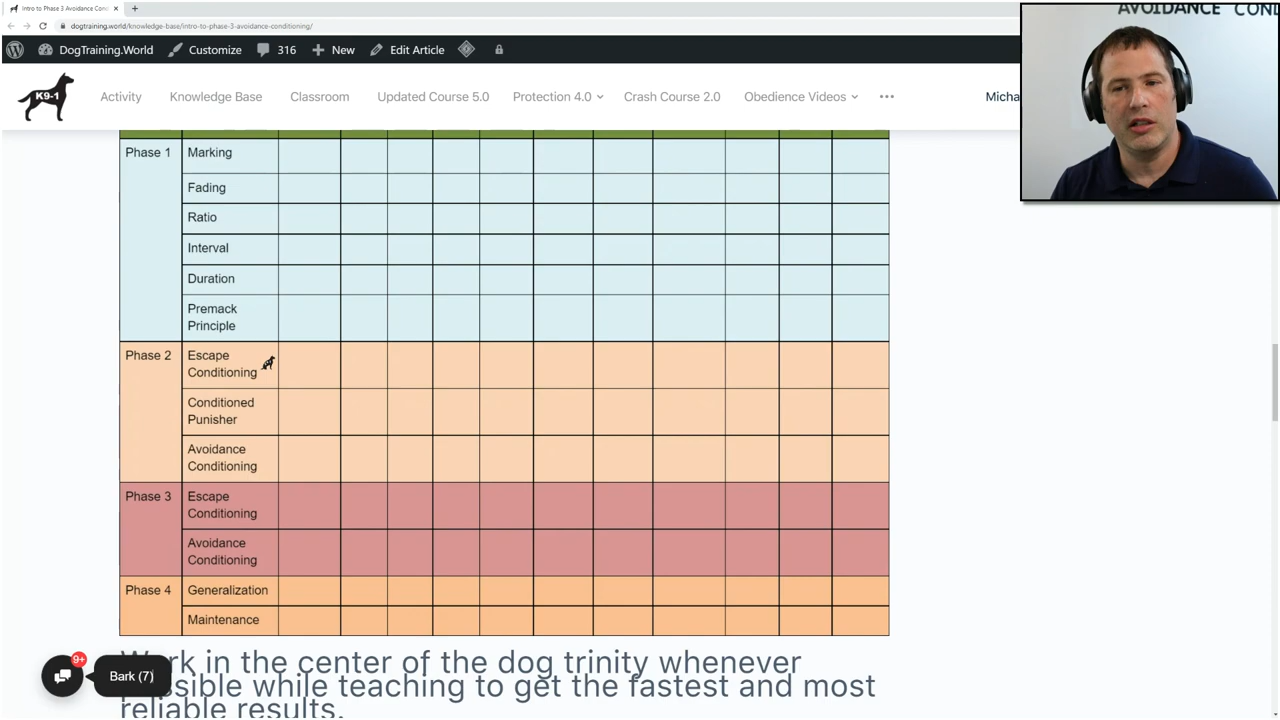 Intro to Phase 3 Avoidance Cond
dogtraining.world/knowledge-base/intro-to-phase-3-avoidance-conditioning/
AVOIDANCE COND
DogTraining.World Customize 316 New Edit Article
K9-1 Activity Knowledge Base Classroom Updated Course 5.0 Protection 4.0 Crash Course 2.0 Obedience Videos Micha
Phase 1 Marking
Fading
Ratio
Interval
Duration
Premack
Principle
Phase 2 Escape
Conditioning
Conditioned
Punisher
Avoidance
Conditioning
Phase 3 Escape
Conditioning
Avoidance
Conditioning
Phase 4 Generalization
Maintenance
Work in the center of the dog trinity whenever
possible while teaching to get the fastest and most
reliable results.
9+
Bark (7)